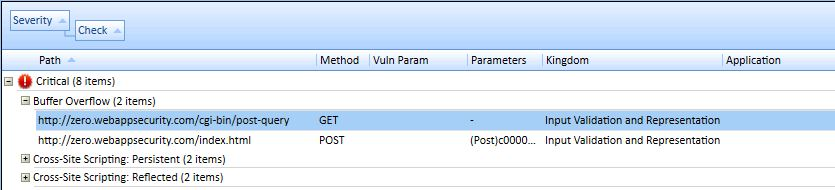 Severity
Check
Path Method Vuln Param Parameters Kingdom Application
Critical (8 items)
Buffer Overflow (2 items)
http://zero.webappsecurity.com/cgi-bin/post-query GET - Input Validation and Representation
http://zero.webappsecurity.com/index.html POST (Post)c0000... Input Validation and Representation
Cross-Site Scripting: Persistent (2 items)
Cross-Site Scripting: Reflected (2 items)